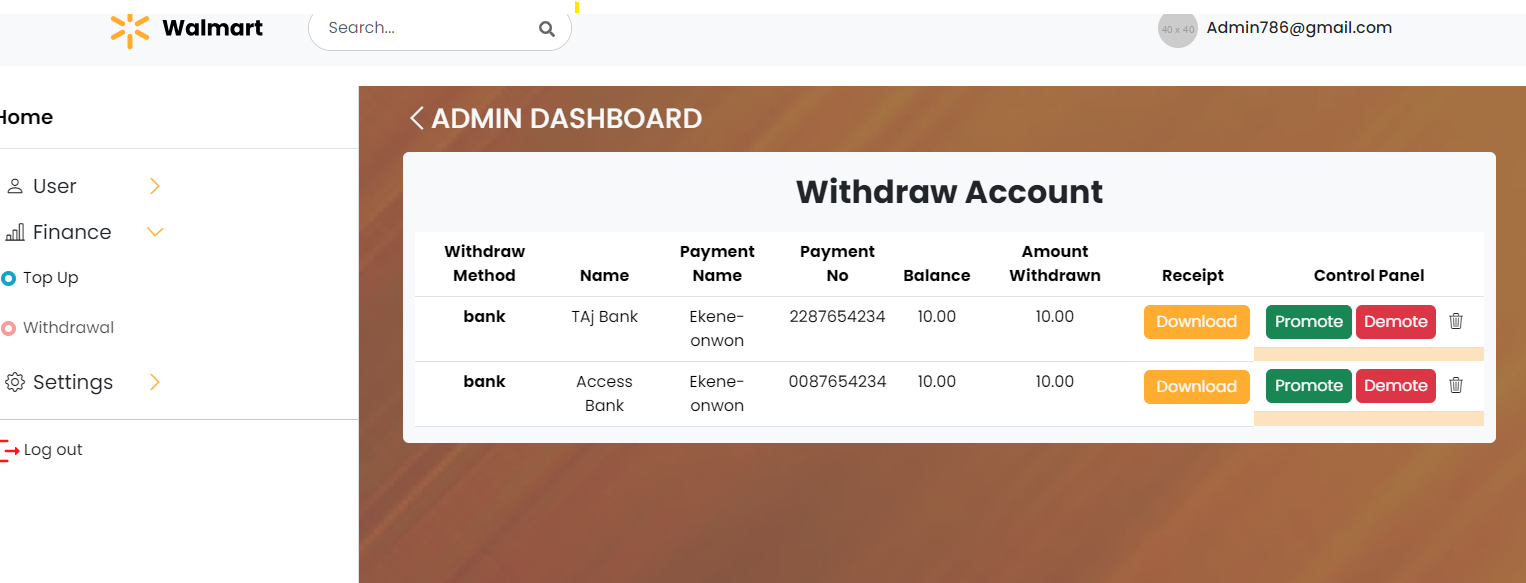 Walmart
Search...
40 x 40
Admin786@gmail.com
Home
User
Finance
Top Up
Withdrawal
Settings
Log out
ADMIN DASHBOARD
Withdraw Account
Withdraw Method Name Payment Name Payment No Balance Amount Withdrawn Receipt Control Panel
bank TAj Bank Ekene-onwon 2287654234 10.00 10.00 Download Promote Demote
bank Access Bank Ekene-onwon 0087654234 10.00 10.00 Download Promote Demote